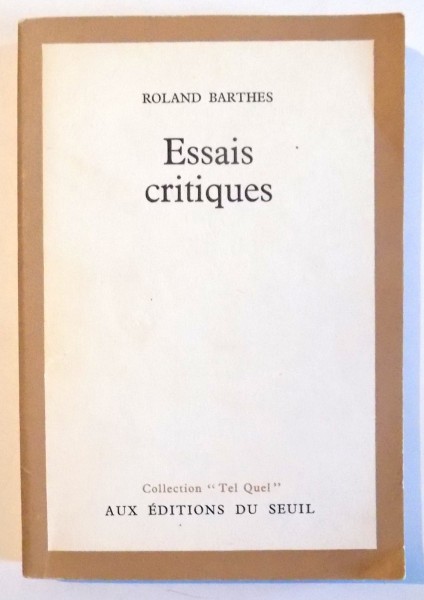 ROLAND BARTHES
Essais
critiques
Collection "Tel Quel"
AUX ÉDITIONS DU SEUIL